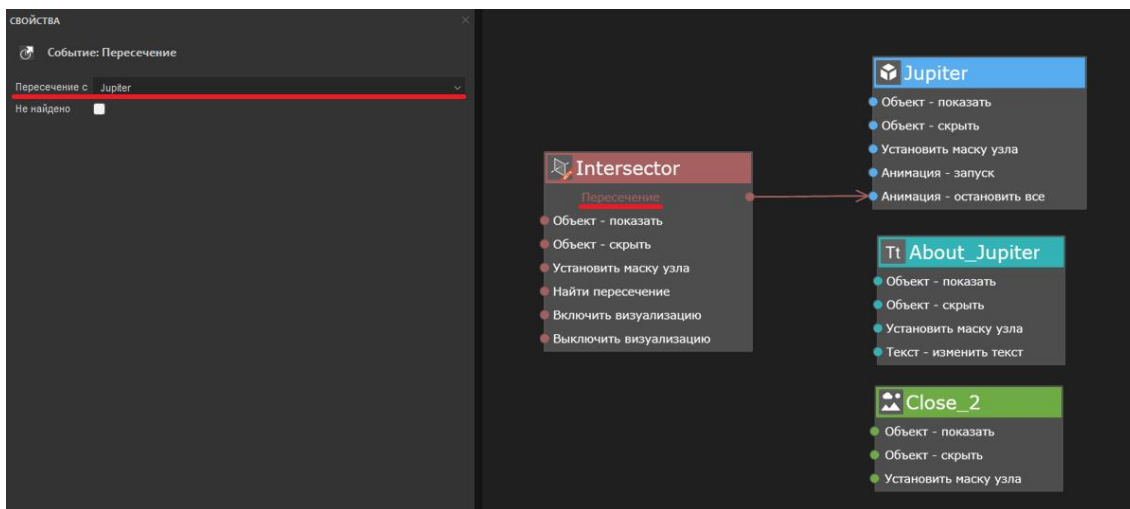 СВОЙСТВА
Событие: Пересечение
Пересечение с Jupiter
Не найдено
Intersector
Пересечение
Объект - показать
Объект - скрыть
Установить маску узла
Найти пересечение
Включить визуализацию
Выключить визуализацию
Jupiter
Объект - показать
Объект - скрыть
Установить маску узла
Анимация - запуск
Анимация - остановить все
Tt About_Jupiter
Объект - показать
Объект - скрыть
Установить маску узла
Текст - изменить текст
Close_2
Объект - показать
Объект - скрыть
Установить маску узла